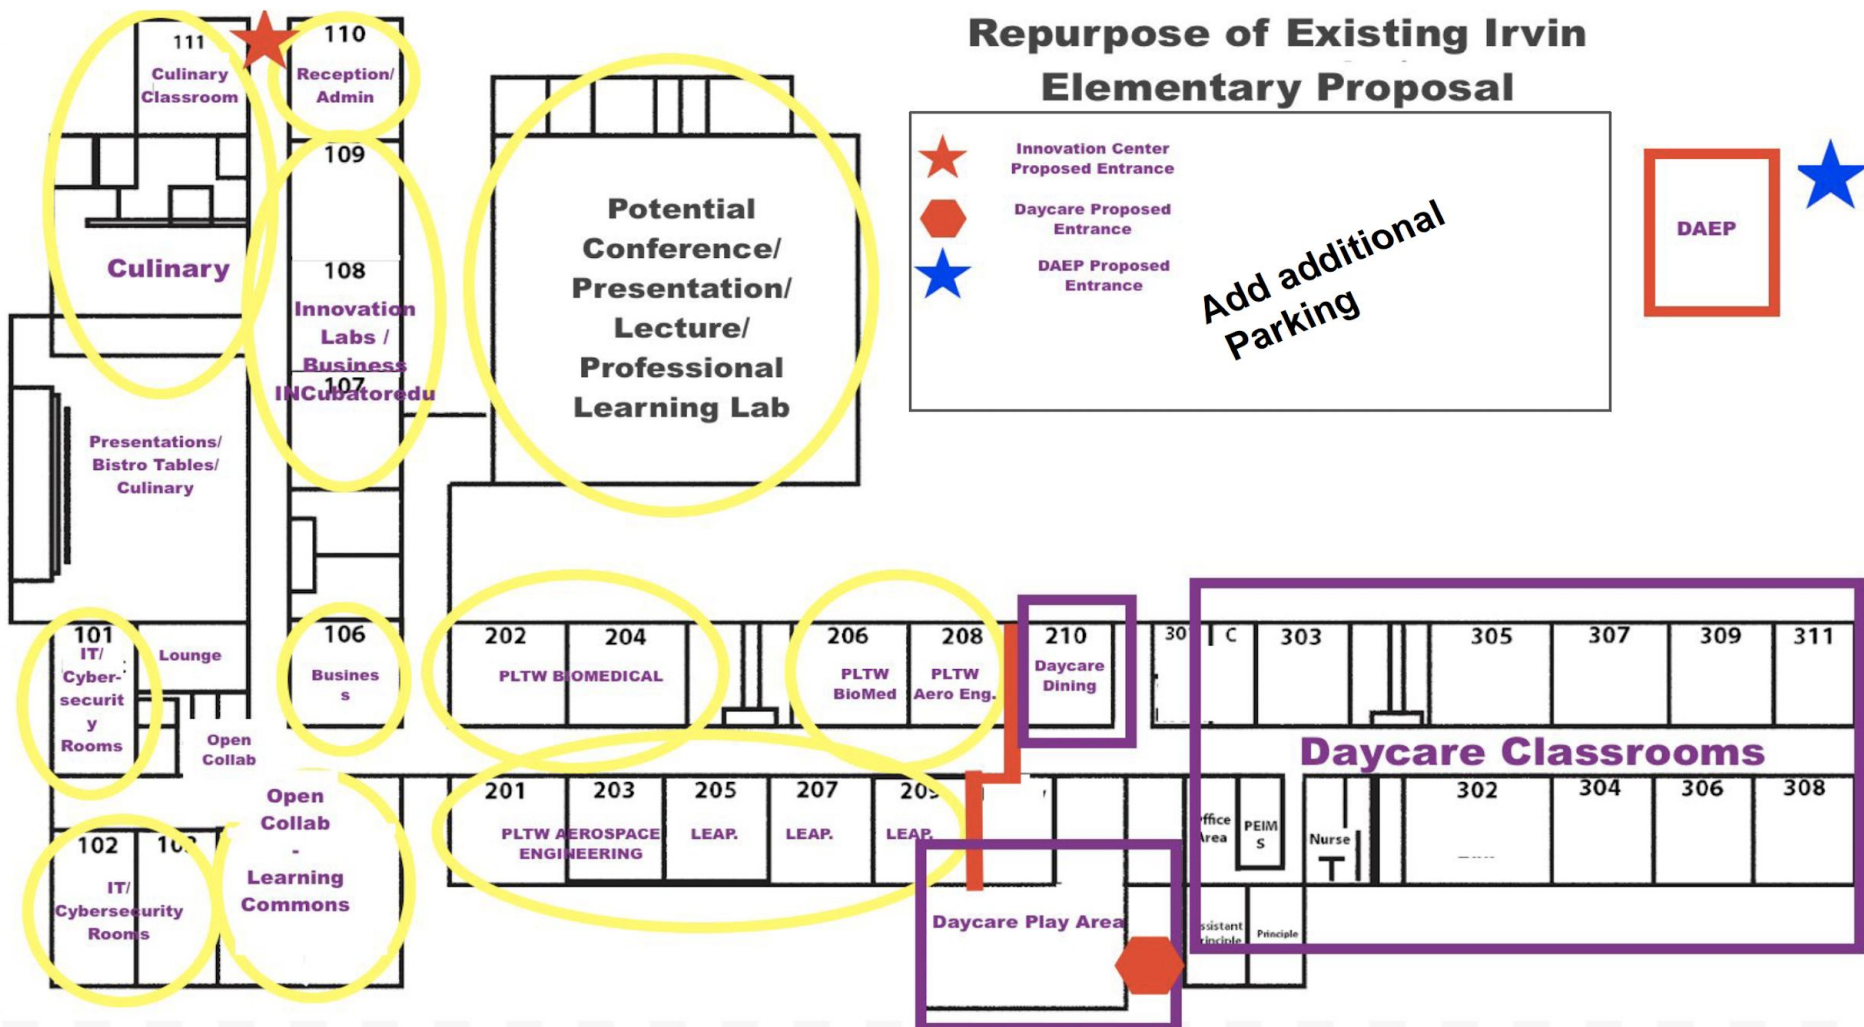 Repurpose of Existing Irvin
Elementary Proposal
Innovation Center
Proposed Entrance
Daycare Proposed
Entrance
DAEP Proposed
Entrance
Add additional
Parking
DAEP
111
Culinary
Classroom
Culinary
110
Reception/
Admin
109
108
Innovation
Labs /
Business
107
INCubatoredu
Potential
Conference/
Presentation/
Lecture/
Professional
Learning Lab
Presentations/
Bistro Tables/
Culinary
101
IT/
Cyber-
securit
y
Rooms
Lounge
Open
Collab
106
Busines
s
202
204
PLTW BIOMEDICAL
206
PLTW
BioMed
208
PLTW
Aero Eng.
210
Daycare
Dining
30
C
303
305
307
309
311
Daycare Classrooms
Open
Collab
-
Learning
Commons
102
IT/
Cybersecurity
Rooms
201
203
PLTW AEROSPACE
ENGINEERING
205
LEAP.
207
LEAP.
209
LEAP.
Daycare Play Area
ffice
Area
PEIM
S
Nurse
302
304
306
308
ssistant
rinciple
Principle